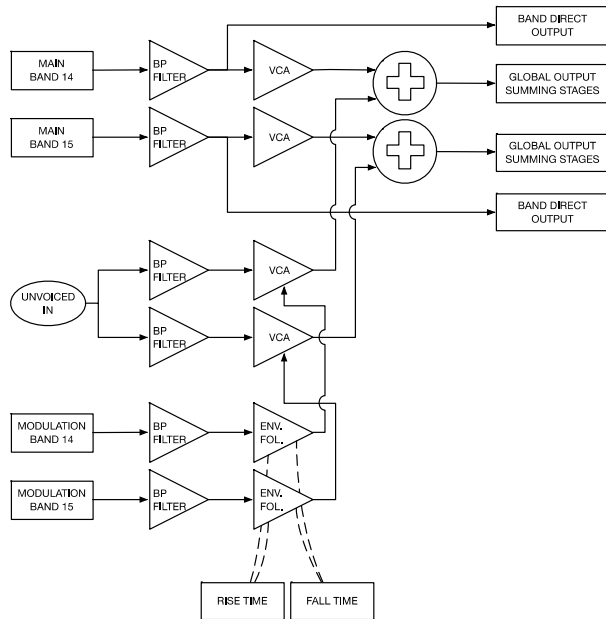 BAND DIRECT
OUTPUT
MAIN
BAND 14
BP
FILTER
VCA
GLOBAL OUTPUT
SUMMING STAGES
MAIN
BAND 15
BP
FILTER
VCA
GLOBAL OUTPUT
SUMMING STAGES
BAND DIRECT
OUTPUT
UNVOICED
IN
BP
FILTER
VCA
BP
FILTER
VCA
MODULATION
BAND 14
BP
FILTER
ENV.
FOL.
MODULATION
BAND 15
BP
FILTER
ENV.
FOL.
RISE TIME
FALL TIME